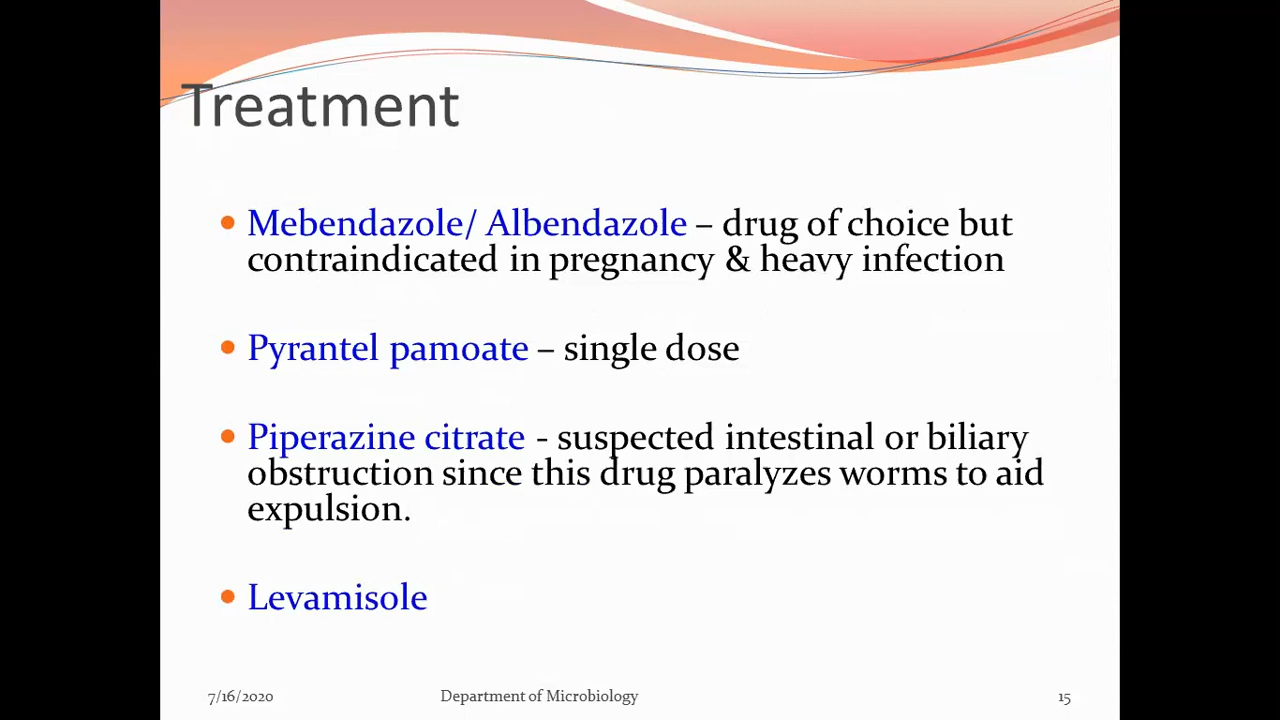 Treatment
• Mebendazole/ Albendazole – drug of choice but
contraindicated in pregnancy & heavy infection
• Pyrantel pamoate – single dose
• Piperazine citrate - suspected intestinal or biliary
obstruction since this drug paralyzes worms to aid
expulsion.
• Levamisole
7/16/2020 Department of Microbiology 15